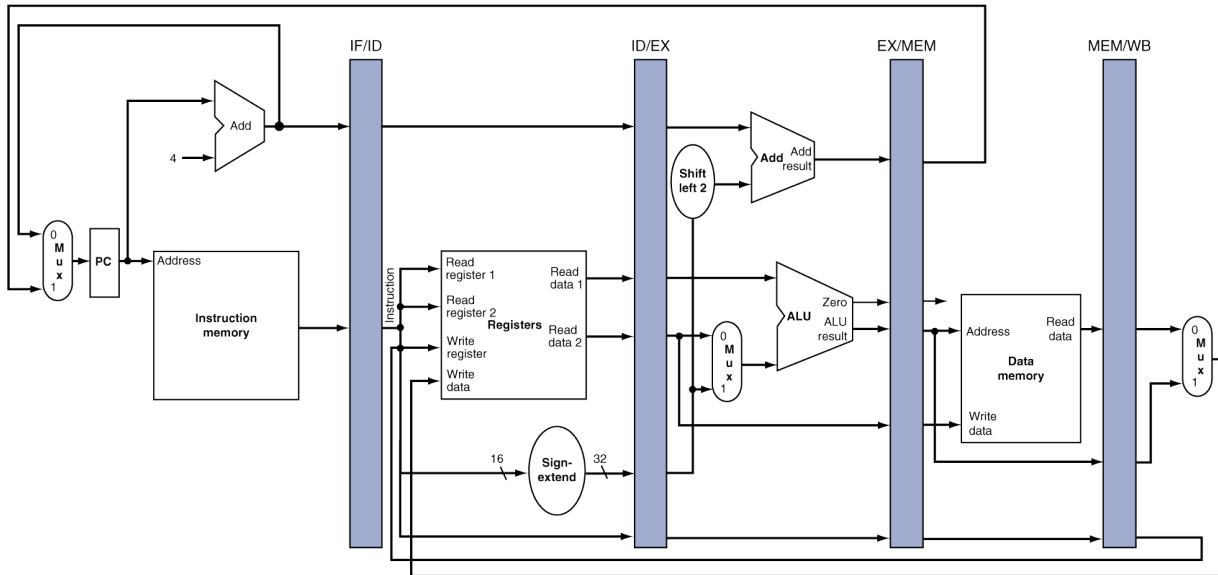 IF/ID
ID/EX
EX/MEM
MEM/WB
Add
4
Shift
left 2
Add
Add
result
0
M
u
x
1
PC
Address
Instruction
memory
Instruction
Read
register 1
Read
register 2
Write
register
Write
data
Registers
Read
data 1
Read
data 2
16
Sign-
extend
32
0
M
u
x
1
ALU
Zero
ALU
result
Address
Write
data
Data
memory
Read
data
0
M
u
x
1